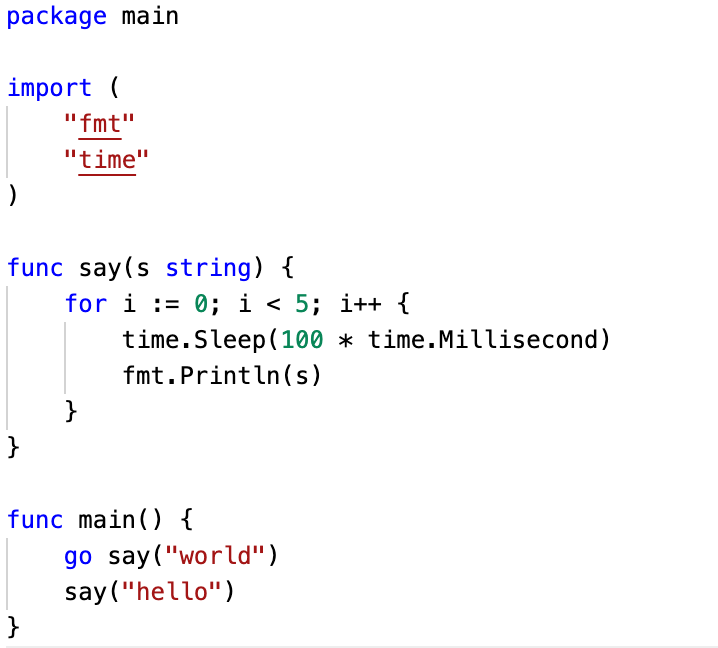 package main

import (
    "fmt"
    "time"
)

func say(s string) {
    for i := 0; i < 5; i++ {
        time.Sleep(100 * time.Millisecond)
        fmt.Println(s)
    }
}

func main() {
    go say("world")
    say("hello")
}